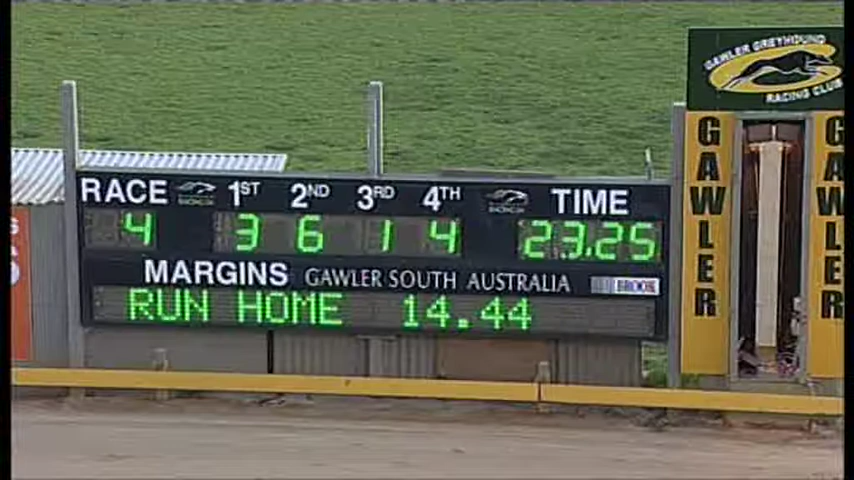 GAWLER GREYHOUND
RACING CLUB
RACE 1ST 2ND 3RD 4TH TIME
4 3 6 1 4 23.25
MARGINS GAWLER SOUTH AUSTRALIA BROOK
RUN HOME 14.44
GAWLER
GAWLER
S